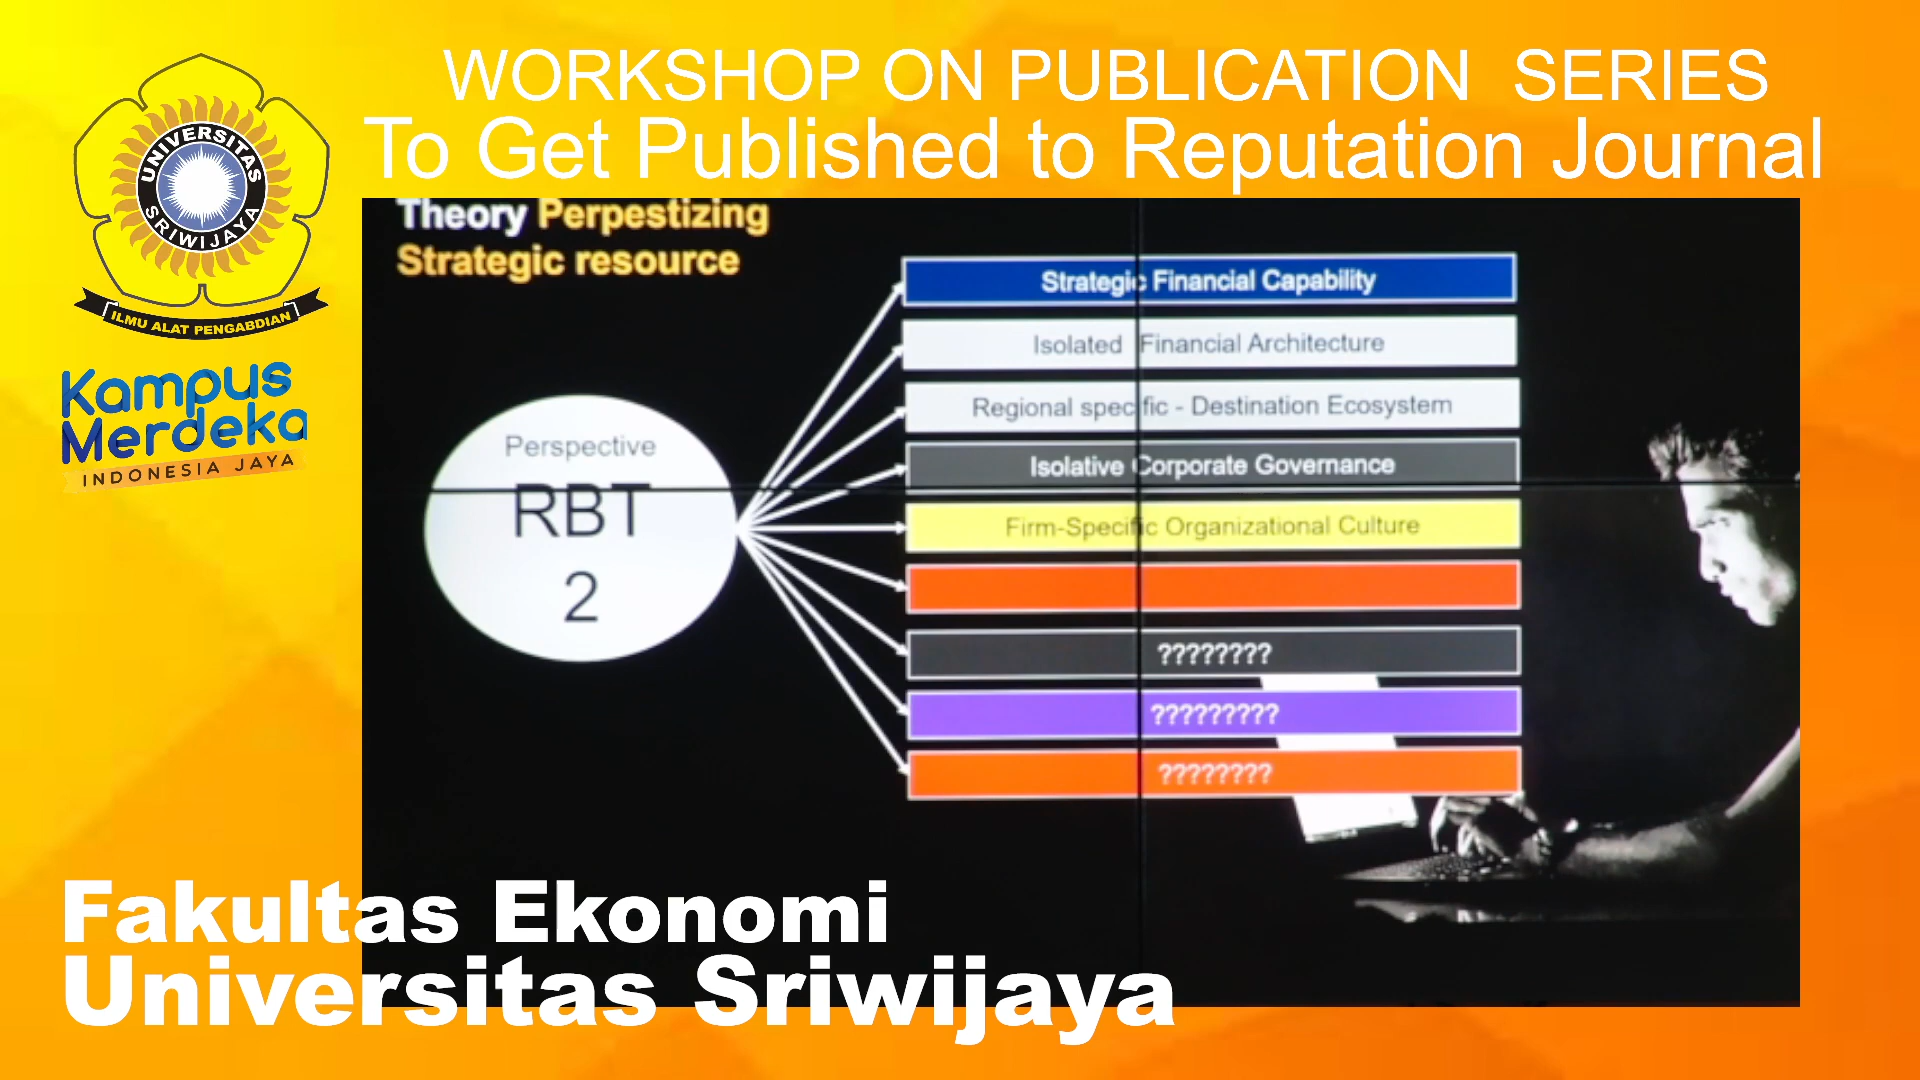 WORKSHOP ON PUBLICATION SERIES
To Get Published to Reputation Journal
UNIVERSITAS
SRIWIJAYA
ILMU ALAT PENGABDIAN
Kampus
Merdeka
INDONESIA JAYA
Theory Perpestizing
Strategic resource
Perspective
RBT
2
Strategic Financial Capability
Isolated Financial Architecture
Regional specific - Destination Ecosystem
Isolative Corporate Governance
Firm-Specific Organizational Culture
????????
?????????
????????
Fakultas Ekonomi
Universitas Sriwijaya